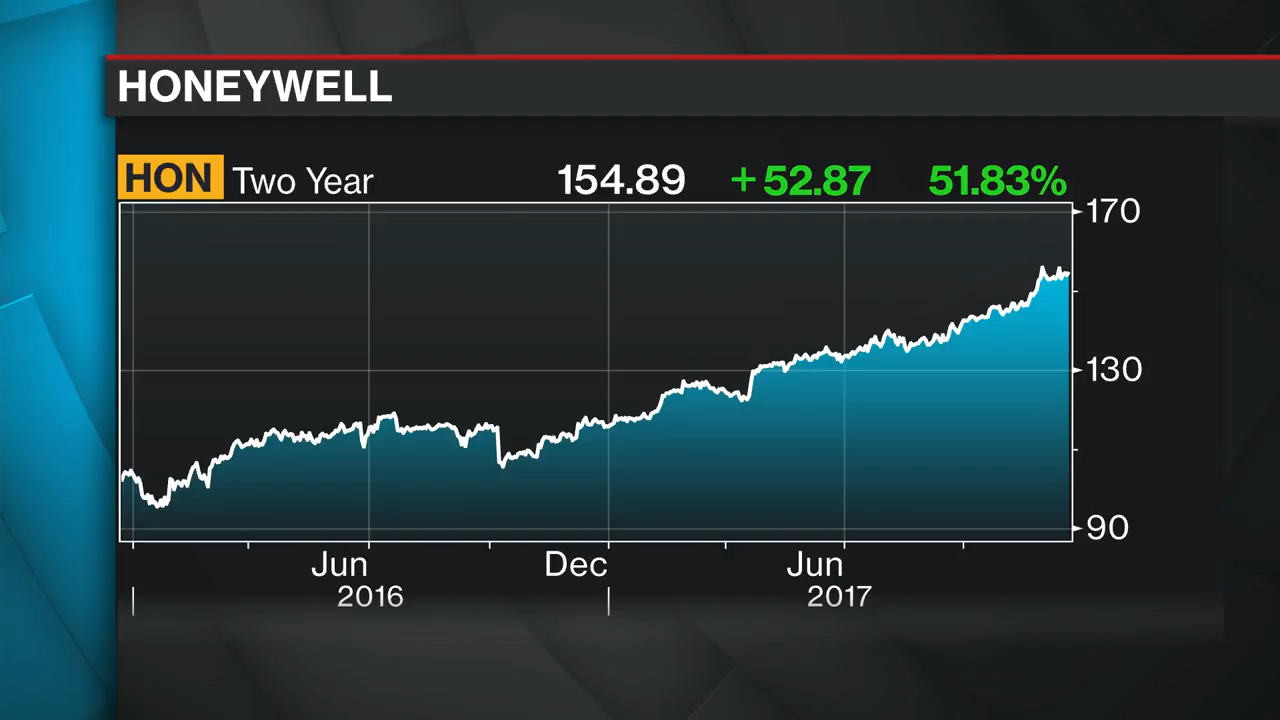 HONEYWELL
HON Two Year 154.89 +52.87 51.83%
170
130
90
Jun Dec Jun
2016 2017